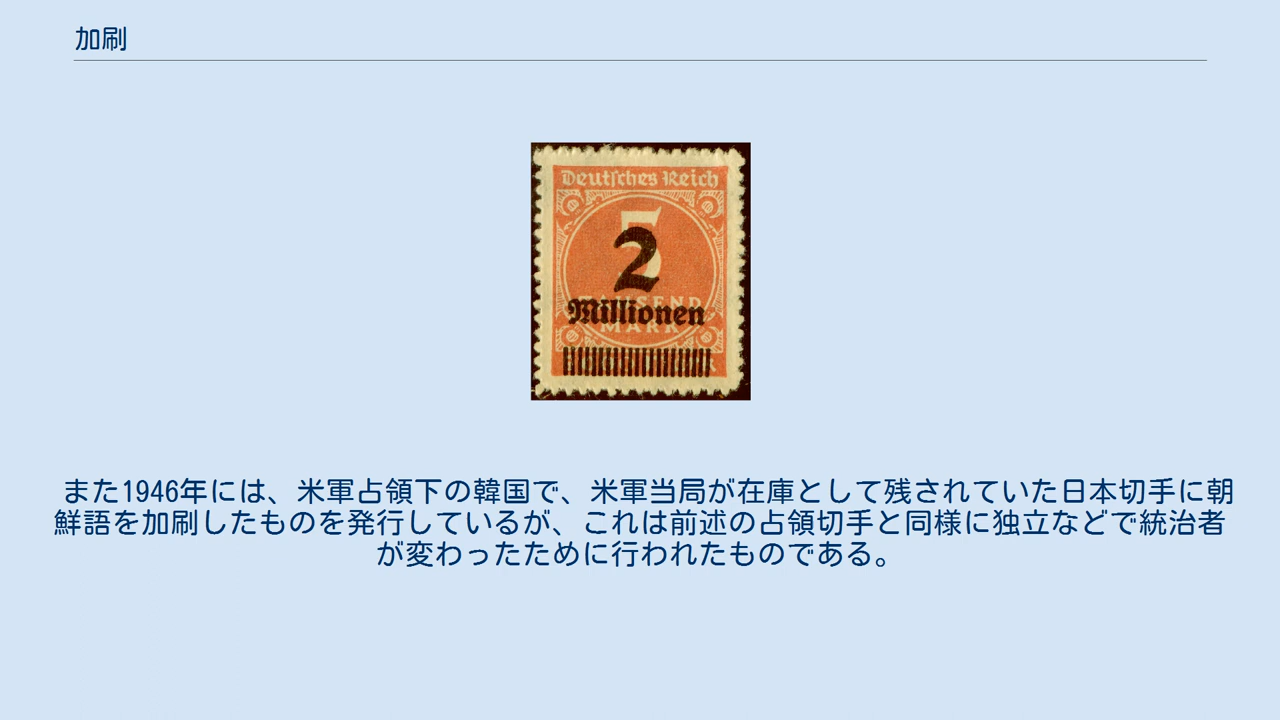 加刷
Deutsches Reich
5
2
TAUSEND
Millionen
MARK
また1946年には、米軍占領下の韓国で、米軍当局が在庫として残されていた日本切手に朝
鮮語を加刷したものを発行しているが、これは前述の占領切手と同様に独立などで統治者
が変わったために行われたものである。